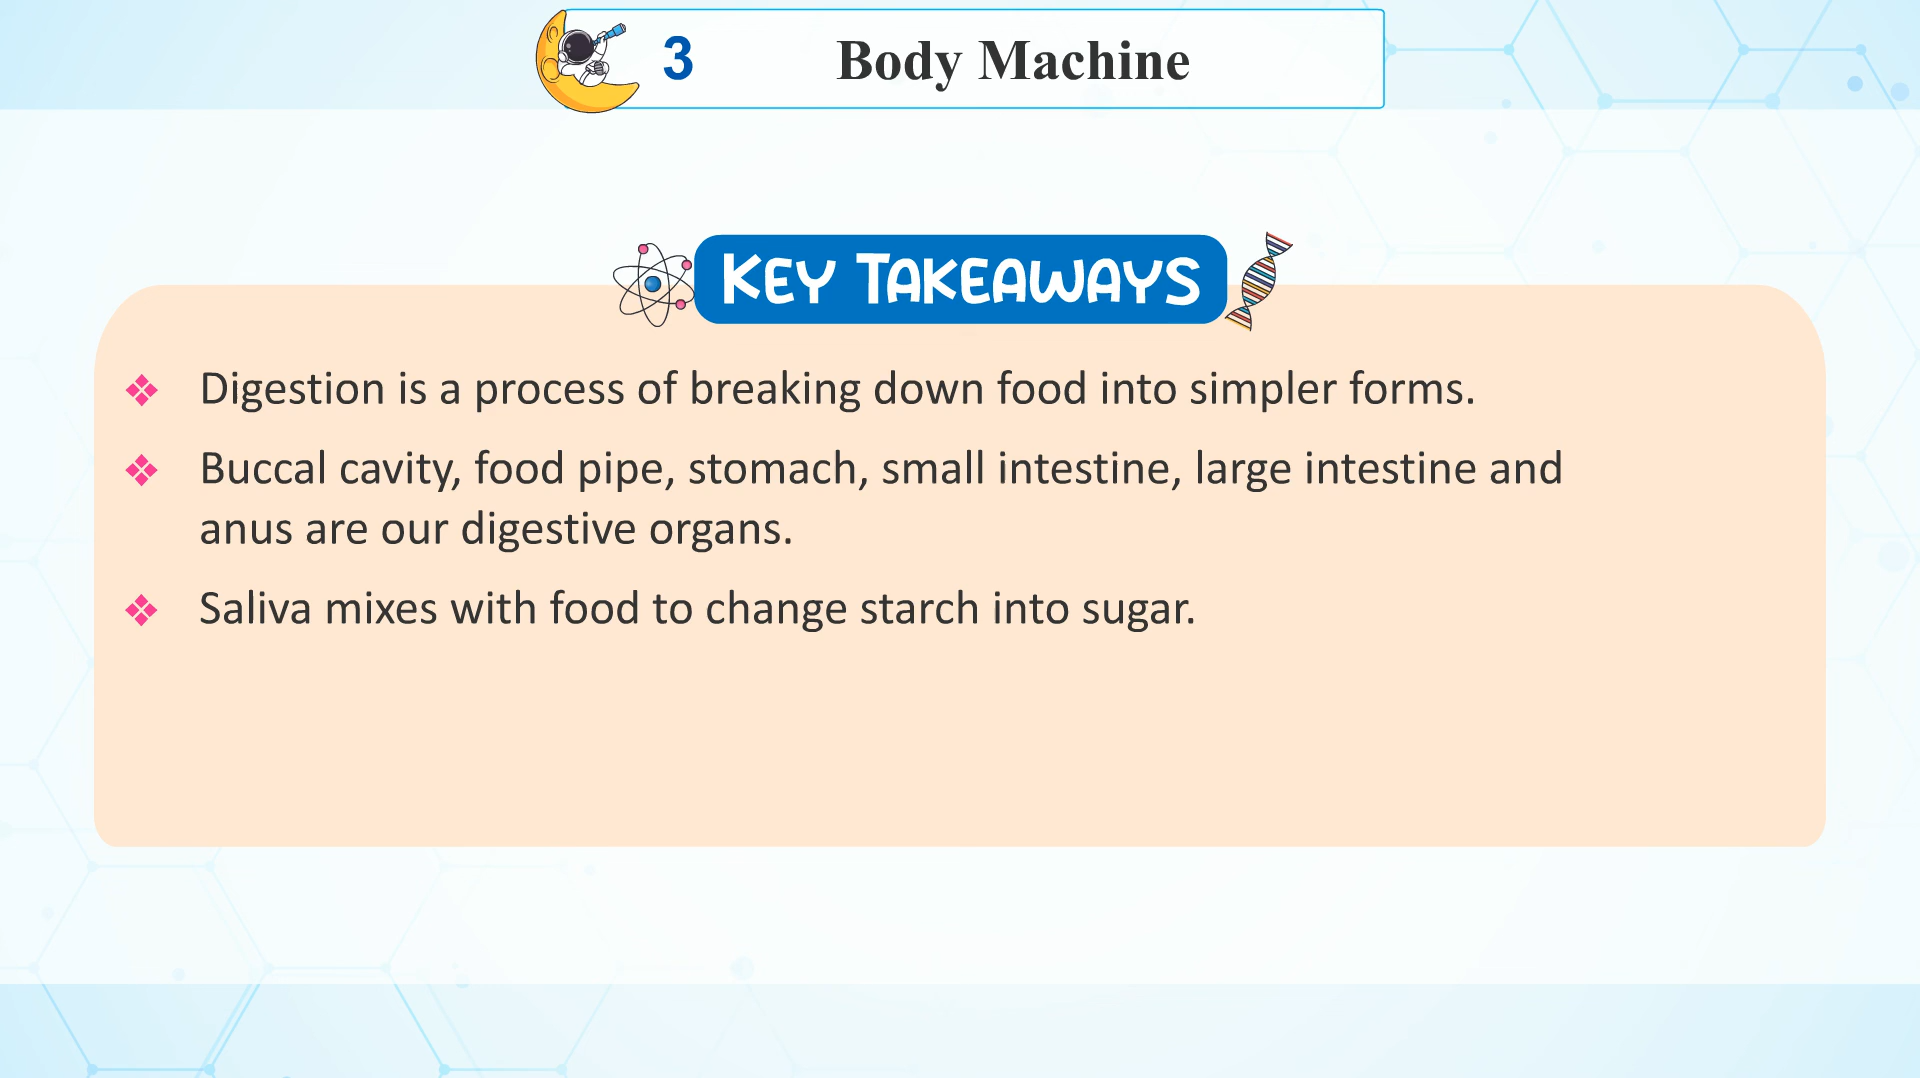 3 Body Machine
KEY TAKEAWAYS
❖ Digestion is a process of breaking down food into simpler forms.
❖ Buccal cavity, food pipe, stomach, small intestine, large intestine and
anus are our digestive organs.
❖ Saliva mixes with food to change starch into sugar.